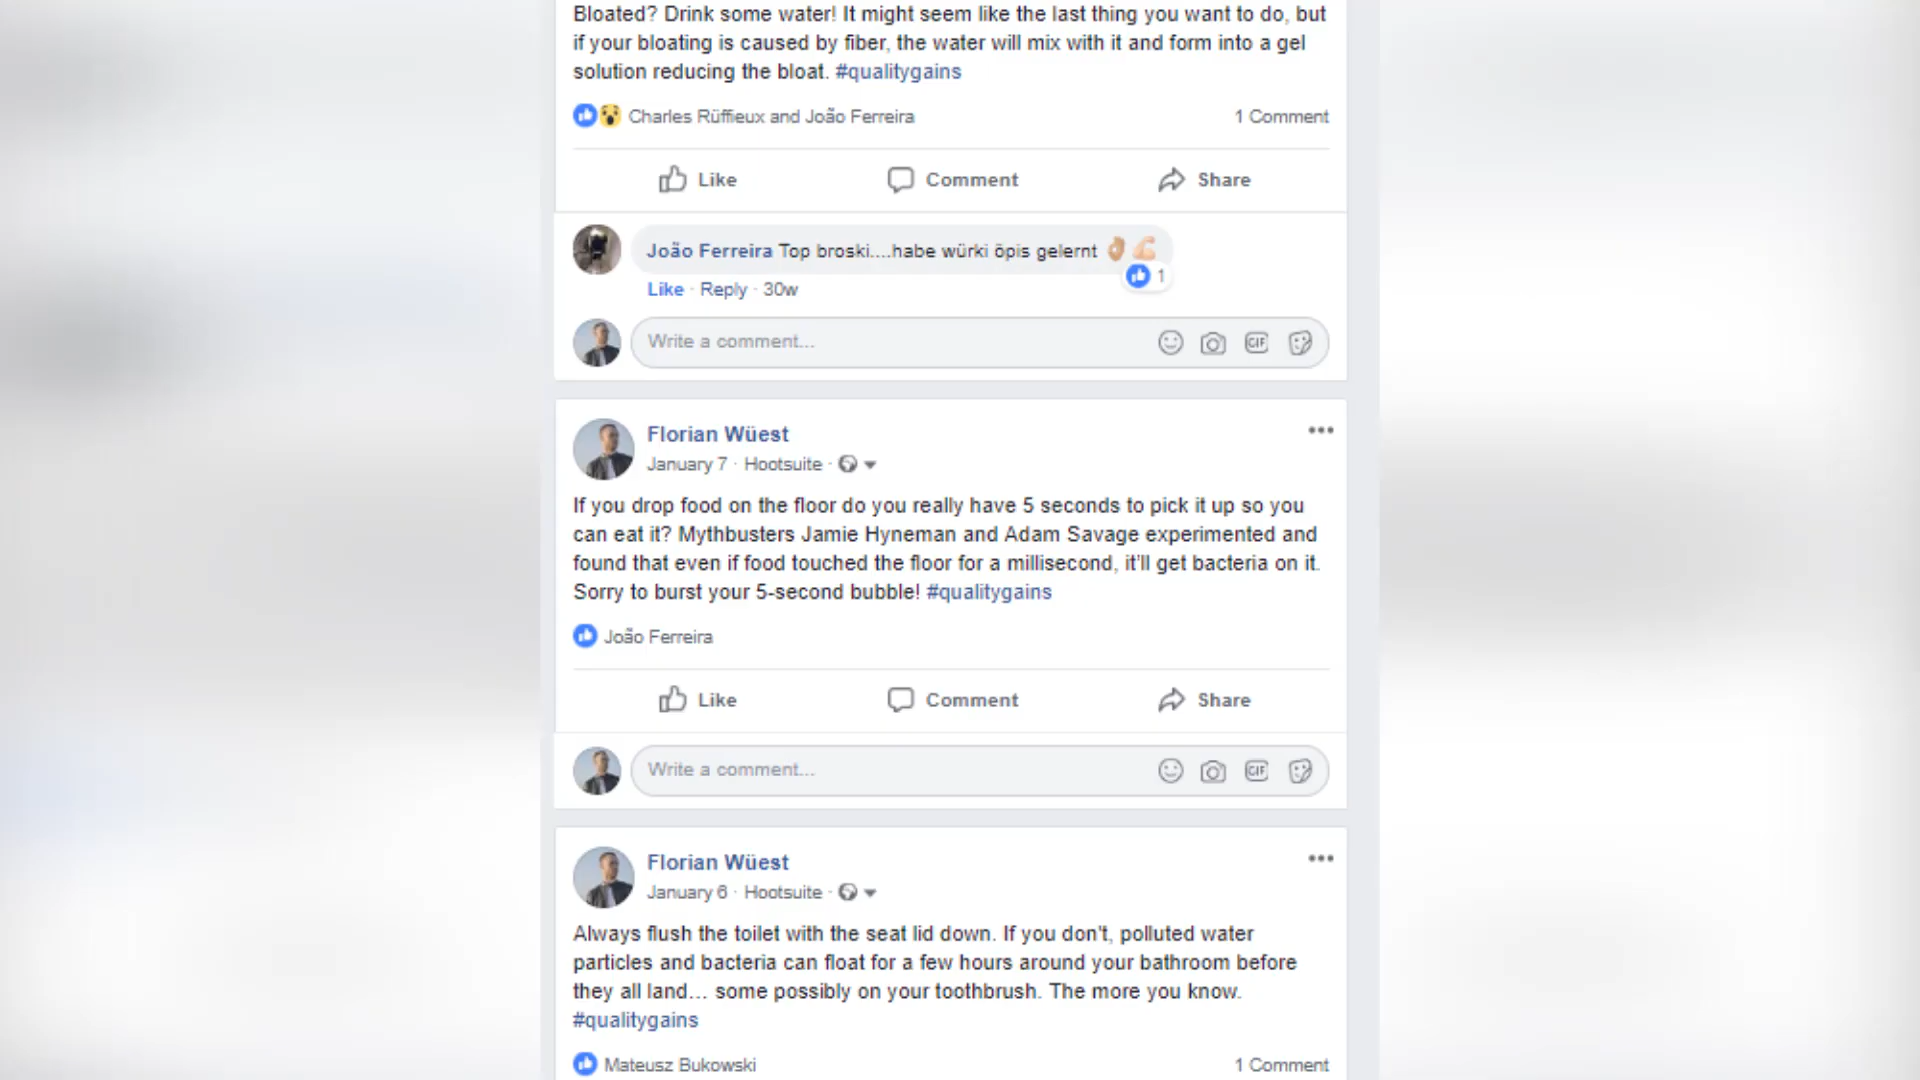 Bloated? Drink some water! It might seem like the last thing you want to do, but
if your bloating is caused by fiber, the water will mix with it and form into a gel
solution reducing the bloat. #qualitygains
Charles Rüffieux and João Ferreira 1 Comment
Like Comment Share
João Ferreira Top broski....habe würki öpis gelernt
1
Like · Reply · 30w
Write a comment... GIF
Florian Wüest
January 7 · Hootsuite ·
If you drop food on the floor do you really have 5 seconds to pick it up so you
can eat it? Mythbusters Jamie Hyneman and Adam Savage experimented and
found that even if food touched the floor for a millisecond, it'll get bacteria on it.
Sorry to burst your 5-second bubble! #qualitygains
João Ferreira
Like Comment Share
Write a comment... GIF
Florian Wüest
January 6 · Hootsuite ·
Always flush the toilet with the seat lid down. If you don't, polluted water
particles and bacteria can float for a few hours around your bathroom before
they all land... some possibly on your toothbrush. The more you know.
#qualitygains
Mateusz Bukowski 1 Comment